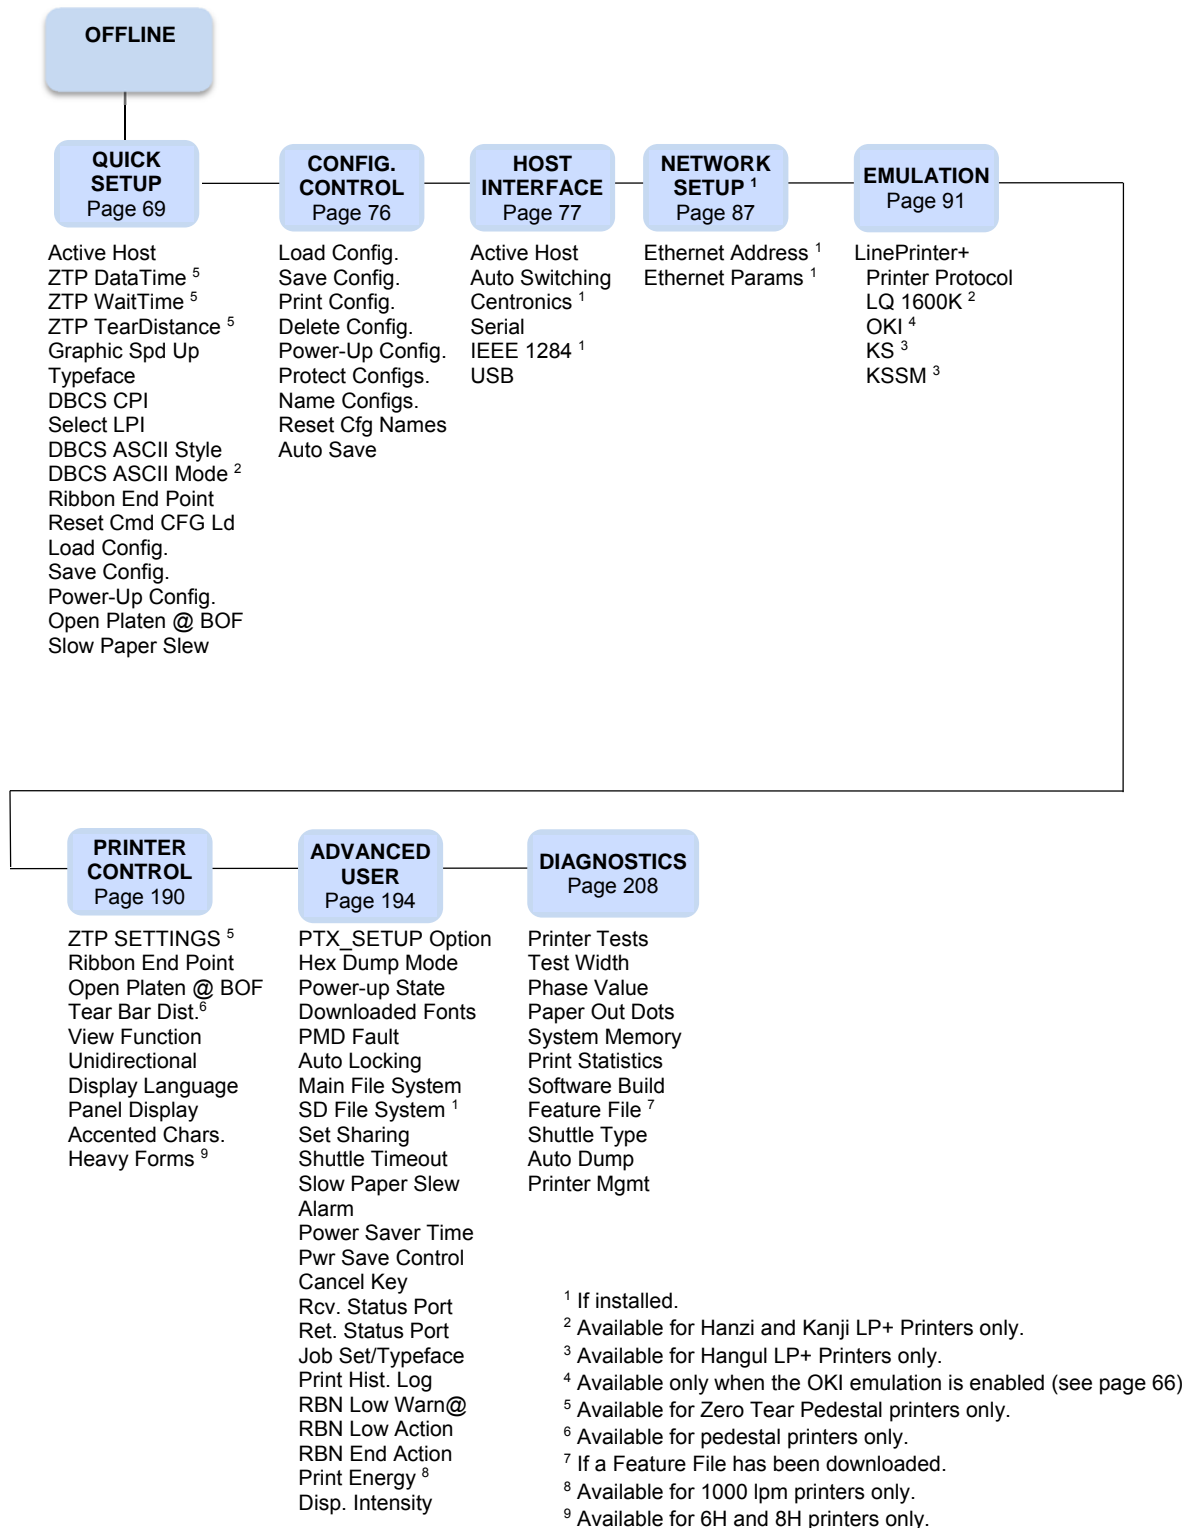 OFFLINE
QUICK
SETUP
Page 69
Active Host
ZTP DataTime ⁵
ZTP WaitTime ⁵
ZTP TearDistance ⁵
Graphic Spd Up
Typeface
DBCS CPI
Select LPI
DBCS ASCII Style
DBCS ASCII Mode ²
Ribbon End Point
Reset Cmd CFG Ld
Load Config.
Save Config.
Power-Up Config.
Open Platen @ BOF
Slow Paper Slew
CONFIG.
CONTROL
Page 76
Load Config.
Save Config.
Print Config.
Delete Config.
Power-Up Config.
Protect Configs.
Name Configs.
Reset Cfg Names
Auto Save
HOST
INTERFACE
Page 77
Active Host
Auto Switching
Centronics ¹
Serial
IEEE 1284 ¹
USB
NETWORK
SETUP ¹
Page 87
Ethernet Address ¹
Ethernet Params ¹
EMULATION
Page 91
LinePrinter+
Printer Protocol
LQ 1600K ²
OKI ⁴
KS ³
KSSM ³
PRINTER
CONTROL
Page 190
ZTP SETTINGS ⁵
Ribbon End Point
Open Platen @ BOF
Tear Bar Dist.⁶
View Function
Unidirectional
Display Language
Panel Display
Accented Chars.
Heavy Forms ⁹
ADVANCED
USER
Page 194
PTX_SETUP Option
Hex Dump Mode
Power-up State
Downloaded Fonts
PMD Fault
Auto Locking
Main File System
SD File System ¹
Set Sharing
Shuttle Timeout
Slow Paper Slew
Alarm
Power Saver Time
Pwr Save Control
Cancel Key
Rcv. Status Port
Ret. Status Port
Job Set/Typeface
Print Hist. Log
RBN Low Warn@
RBN Low Action
RBN End Action
Print Energy ⁸
Disp. Intensity
DIAGNOSTICS
Page 208
Printer Tests
Test Width
Phase Value
Paper Out Dots
System Memory
Print Statistics
Software Build
Feature File ⁷
Shuttle Type
Auto Dump
Printer Mgmt
¹ If installed.
² Available for Hanzi and Kanji LP+ Printers only.
³ Available for Hangul LP+ Printers only.
⁴ Available only when the OKI emulation is enabled (see page 66)
⁵ Available for Zero Tear Pedestal printers only.
⁶ Available for pedestal printers only.
⁷ If a Feature File has been downloaded.
⁸ Available for 1000 lpm printers only.
⁹ Available for 6H and 8H printers only.